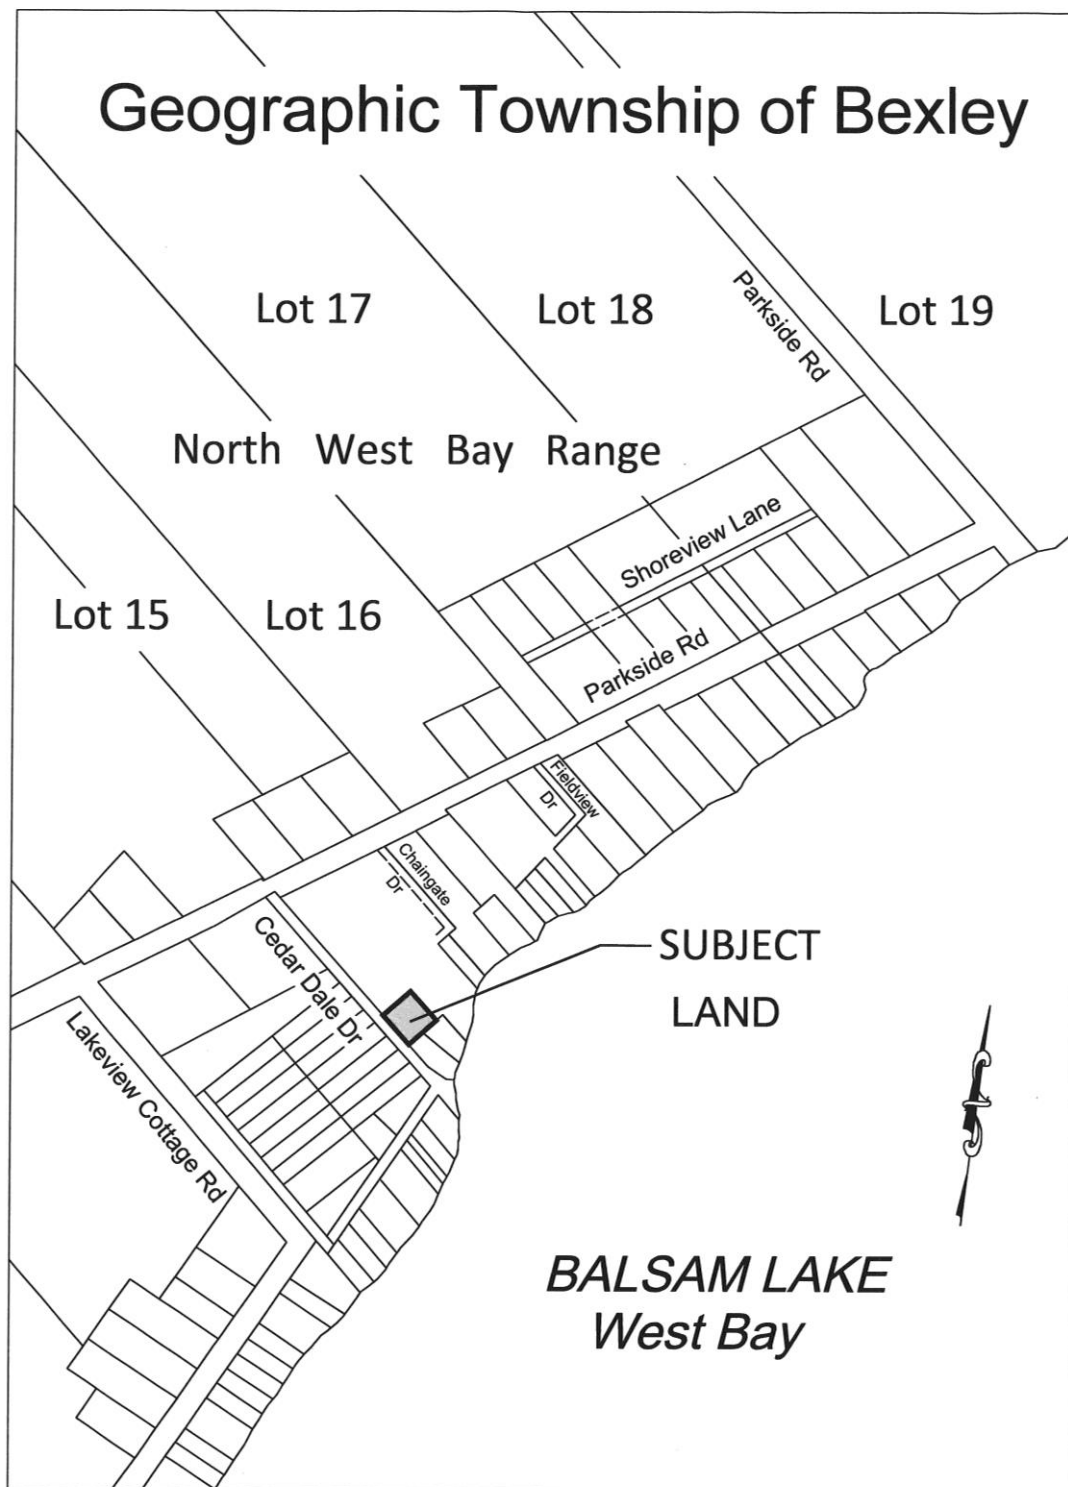 Geographic Township of Bexley
Lot 17
Lot 18
Parkside Rd
Lot 19
North West Bay Range
Shoreview Lane
Lot 15
Lot 16
Parkside Rd
Fieldview
Dr
Chaingate
Dr
Cedar Dale Dr
SUBJECT
LAND
Lakeview Cottage Rd
BALSAM LAKE
West Bay